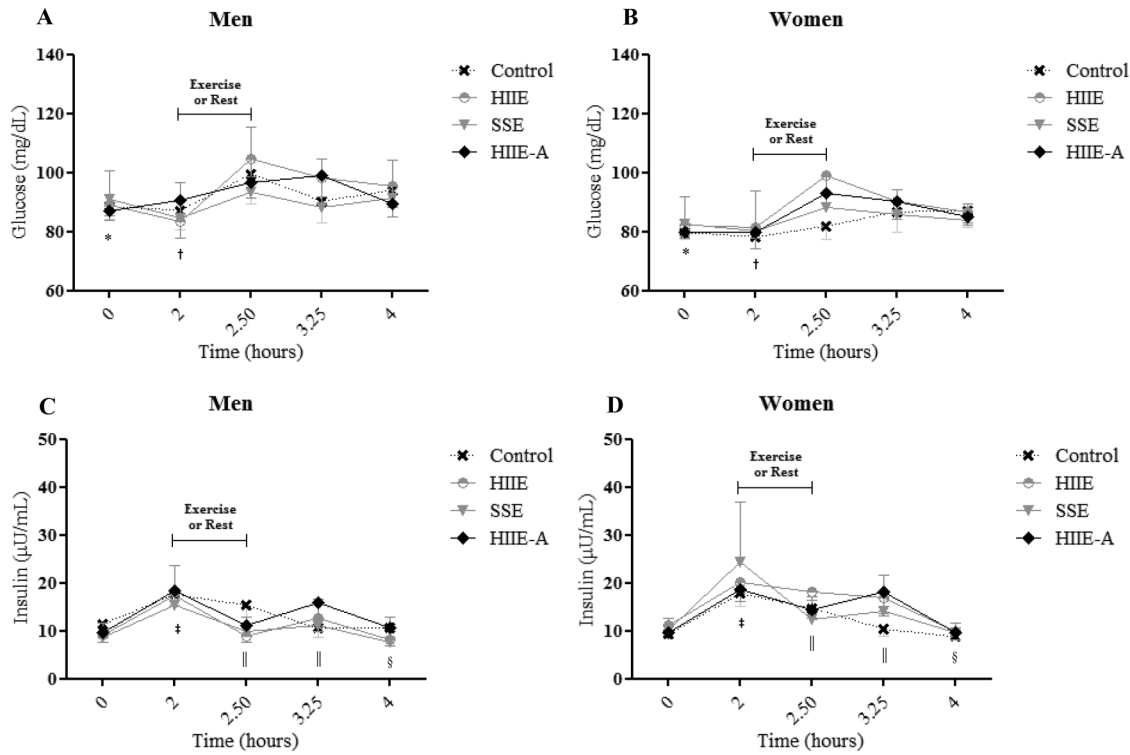 A
Men
Glucose (mg/dL)
140
120
100
80
60
Exercise
or Rest
*
†
0
2
2.50
3.25
4
Time (hours)
Control
HIIE
SSE
HIIE-A
B
Women
Glucose (mg/dL)
140
120
100
80
60
Exercise
or Rest
*
†
0
2
2.50
3.25
4
Time (hours)
Control
HIIE
SSE
HIIE-A
C
Men
Insulin (μU/mL)
50
40
30
20
10
0
Exercise
or Rest
‡
||
||
§
0
2
2.50
3.25
4
Time (hours)
Control
HIIE
SSE
HIIE-A
D
Women
Insulin (μU/mL)
50
40
30
20
10
0
Exercise
or Rest
‡
||
||
§
0
2
2.50
3.25
4
Time (hours)
Control
HIIE
SSE
HIIE-A